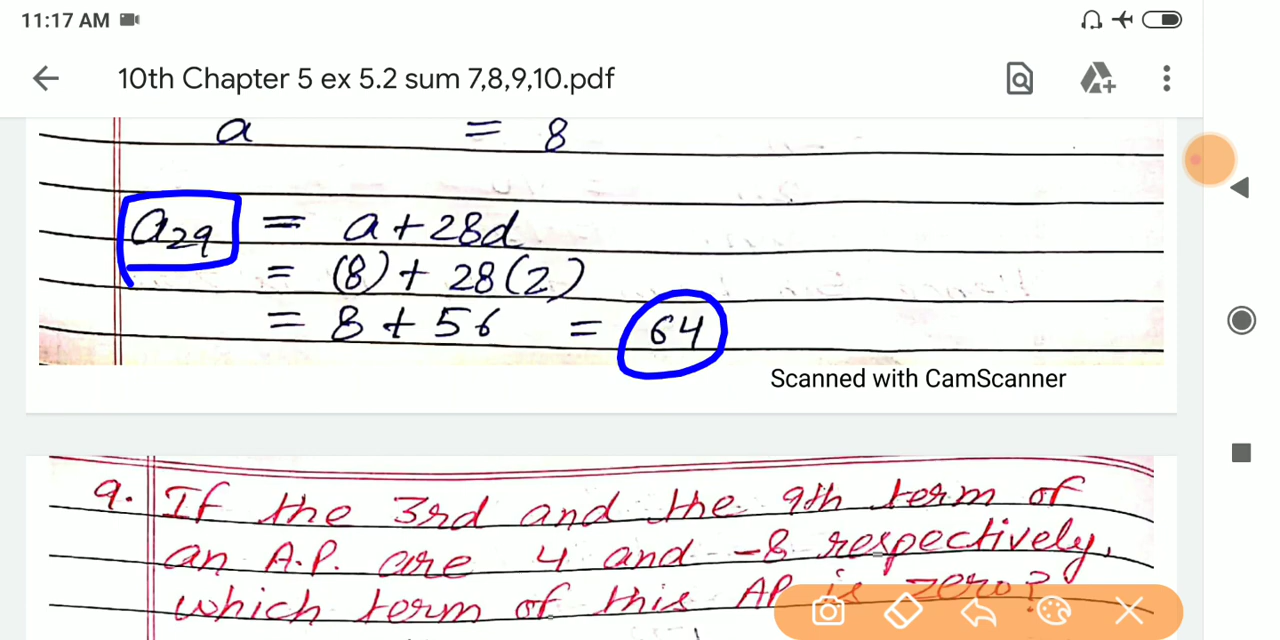 11:17 AM
10th Chapter 5 ex 5.2 sum 7,8,9,10.pdf
a = 8
a29 = a + 28d
= (8) + 28(2)
= 8 + 56 = 64
Scanned with CamScanner
9. If the 3rd and the 9th term of
an A.P. are 4 and -8 respectively,
which term of this AP is zero?